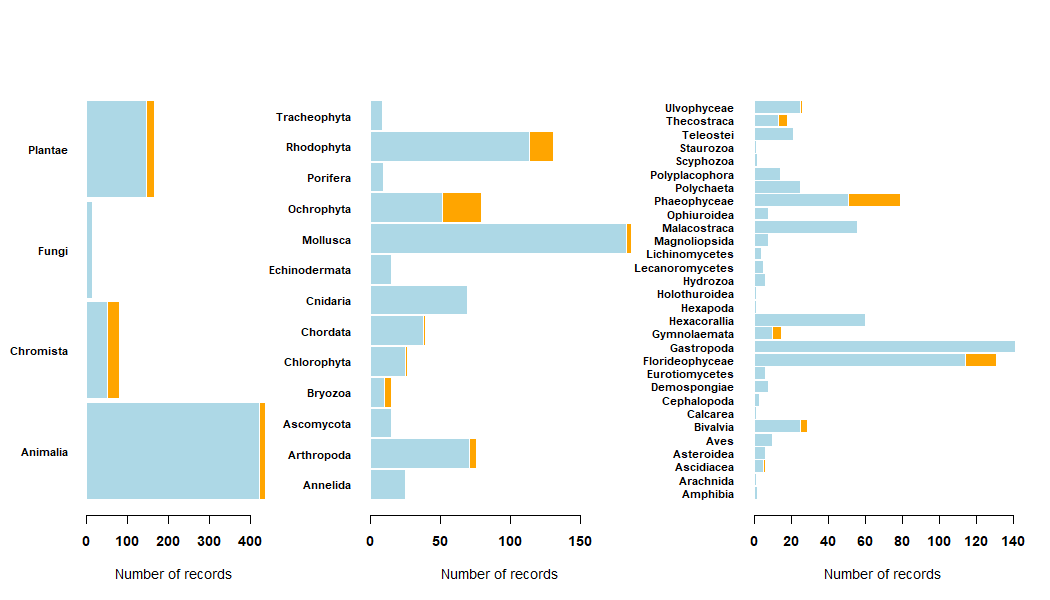 Plantae
Fungi
Chromista
Animalia
0 100 200 300 400
Number of records
Tracheophyta
Rhodophyta
Porifera
Ochrophyta
Mollusca
Echinodermata
Cnidaria
Chordata
Chlorophyta
Bryozoa
Ascomycota
Arthropoda
Annelida
0 50 100 150
Number of records
Ulvophyceae
Thecostraca
Teleostei
Staurozoa
Scyphozoa
Polyplacophora
Polychaeta
Phaeophyceae
Ophiuroidea
Malacostraca
Magnoliopsida
Lichinomycetes
Lecanoromycetes
Hydrozoa
Holothuroidea
Hexapoda
Hexacorallia
Gymnolaemata
Gastropoda
Florideophyceae
Eurotiomycetes
Demospongiae
Cephalopoda
Calcarea
Bivalvia
Aves
Asteroidea
Ascidiacea
Arachnida
Amphibia
0 20 40 60 80 100 120 140
Number of records